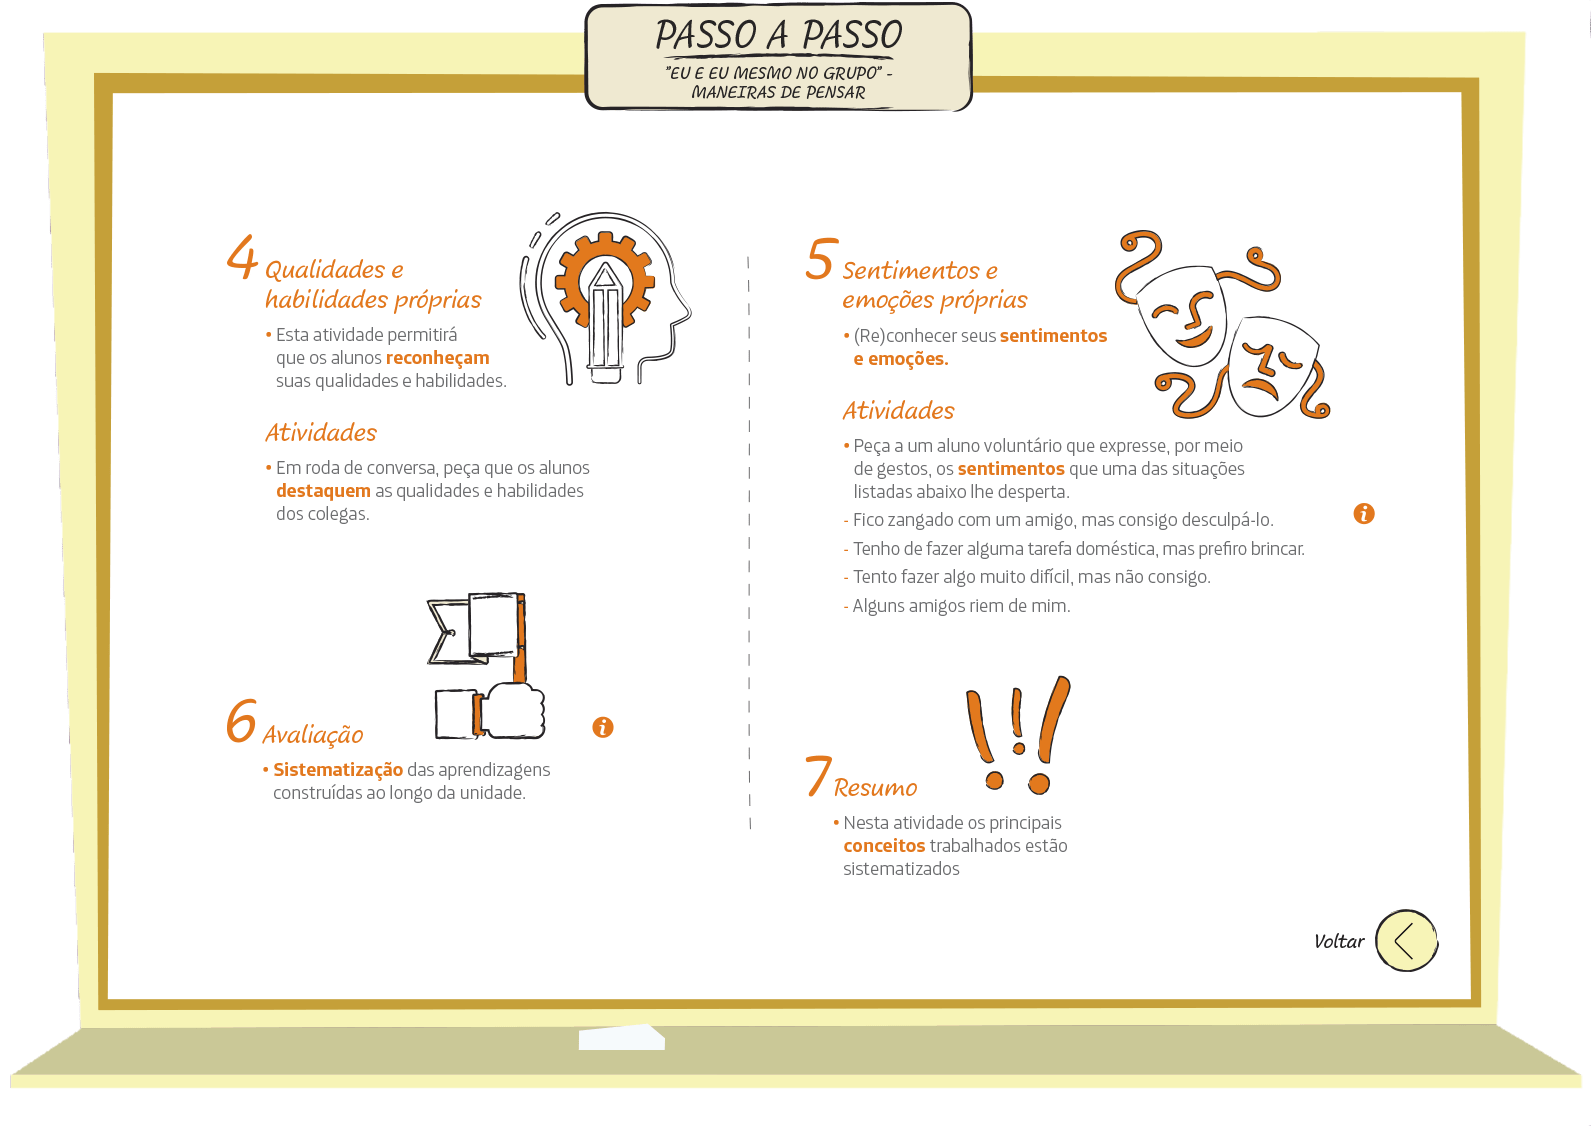 PASSO A PASSO
"EU E EU MESMO NO GRUPO" -
MANEIRAS DE PENSAR
4 Qualidades e
habilidades próprias
• Esta atividade permitirá
que os alunos reconheçam
suas qualidades e habilidades.
Atividades
• Em roda de conversa, peça que os alunos
destaquem as qualidades e habilidades
dos colegas.
5 Sentimentos e
emoções próprias
• (Re)conhecer seus sentimentos
e emoções.
Atividades
• Peça a um aluno voluntário que expresse, por meio
de gestos, os sentimentos que uma das situações
listadas abaixo lhe desperta.
- Fico zangado com um amigo, mas consigo desculpá-lo.
i
- Tenho de fazer alguma tarefa doméstica, mas prefiro brincar.
- Tento fazer algo muito difícil, mas não consigo.
- Alguns amigos riem de mim.
6 Avaliação
i
• Sistematização das aprendizagens
construídas ao longo da unidade.
7 Resumo
• Nesta atividade os principais
conceitos trabalhados estão
sistematizados
Voltar